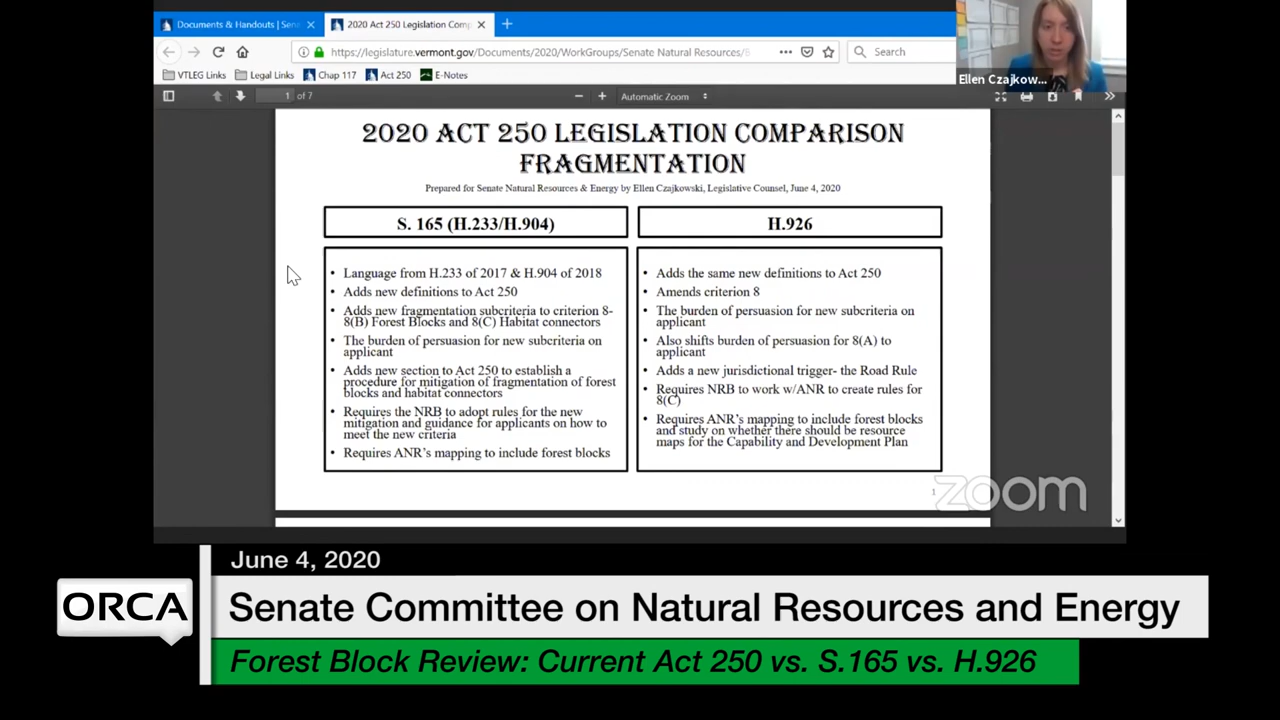 Documents & Handouts | Sena
2020 Act 250 Legislation Comp
https://legislature.vermont.gov/Documents/2020/WorkGroups/Senate Natural Resources/
Search
VTLEG Links
Legal Links
Chap 117
Act 250
E-Notes
Ellen Czajkow...
1 of 7
Automatic Zoom
2020 ACT 250 LEGISLATION COMPARISON
FRAGMENTATION
Prepared for Senate Natural Resources & Energy by Ellen Czajkowski, Legislative Counsel, June 4, 2020
S. 165 (H.233/H.904)
• Language from H.233 of 2017 & H.904 of 2018
• Adds new definitions to Act 250
• Adds new fragmentation subcriteria to criterion 8-
8(B) Forest Blocks and 8(C) Habitat connectors
• The burden of persuasion for new subcriteria on
applicant
• Adds new section to Act 250 to establish a
procedure for mitigation of fragmentation of forest
blocks and habitat connectors
• Requires the NRB to adopt rules for the new
mitigation and guidance for applicants on how to
meet the new criteria
• Requires ANR's mapping to include forest blocks
H.926
• Adds the same new definitions to Act 250
• Amends criterion 8
• The burden of persuasion for new subcriteria on
applicant
• Also shifts burden of persuasion for 8(A) to
applicant
• Adds a new jurisdictional trigger- the Road Rule
• Requires NRB to work w/ANR to create rules for
8(C)
• Requires ANR's mapping to include forest blocks
and study on whether there should be resource
maps for the Capability and Development Plan
1
zoom
June 4, 2020
ORCA
Senate Committee on Natural Resources and Energy
Forest Block Review: Current Act 250 vs. S.165 vs. H.926